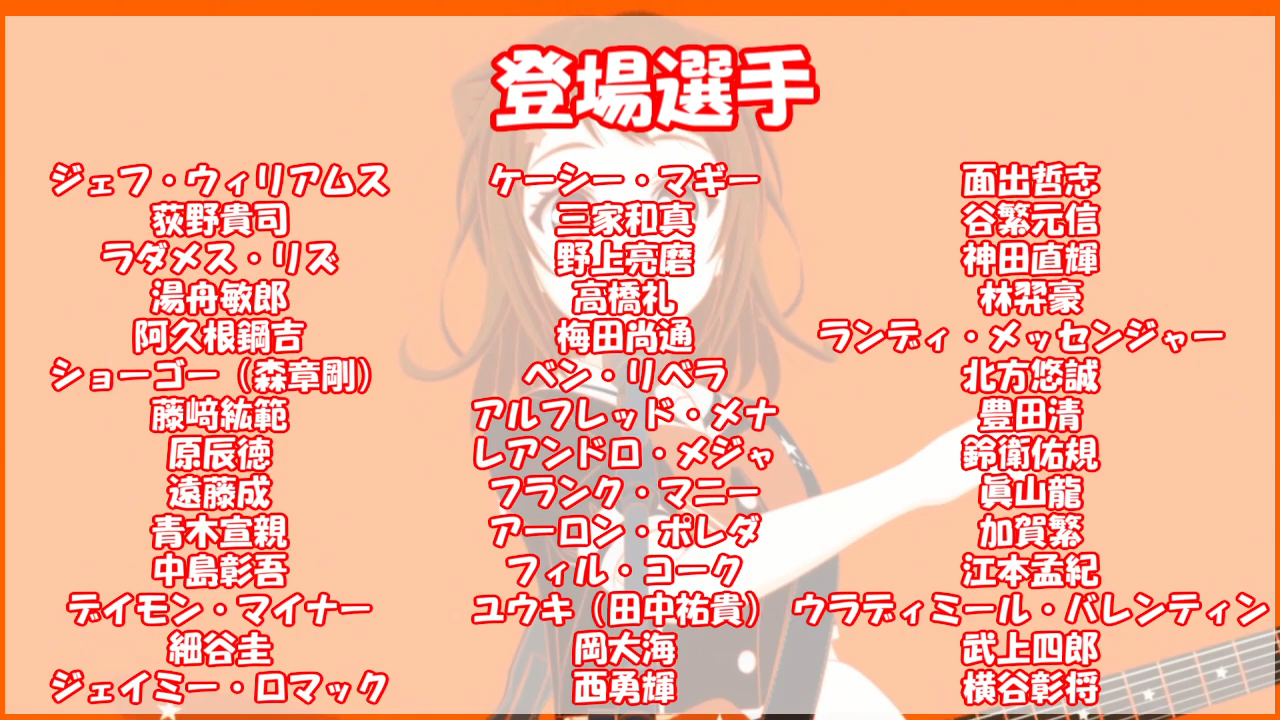 登場選手
ジェフ・ウィリアムス
荻野貴司
ラダメス・リズ
湯舟敏郎
阿久根鋼吉
ショーゴー（森章剛）
藤﨑紘範
原辰徳
遠藤成
青木宣親
中島彰吾
デイモン・マイナー
細谷圭
ジェイミー・ロマック
ケーシー・マギー
三家和真
野上亮磨
高橋礼
梅田尚通
ベン・リベラ
アルフレッド・メナ
レアンドロ・メジャ
フランク・マニー
アーロン・ポレダ
フィル・コーク
ユウキ（田中祐貴）
岡大海
西勇輝
面出哲志
谷繁元信
神田直輝
林羿豪
ランディ・メッセンジャー
北方悠誠
豊田清
鈴衛佑規
眞山龍
加賀繁
江本孟紀
ウラディミール・バレンティン
武上四郎
横谷彰将